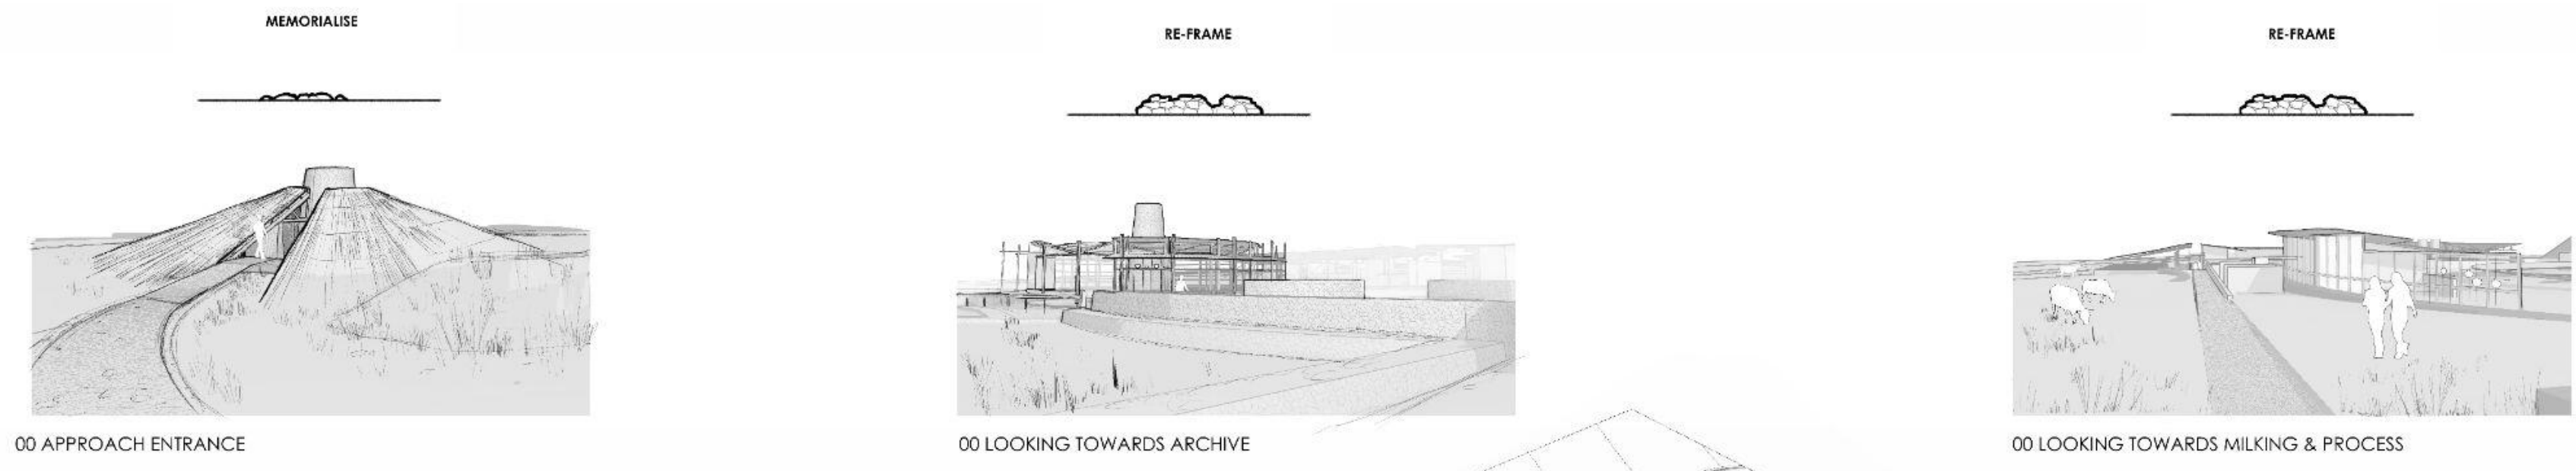 MEMORIALISE
RE-FRAME
RE-FRAME
00 APPROACH ENTRANCE
00 LOOKING TOWARDS ARCHIVE
00 LOOKING TOWARDS MILKING & PROCESS